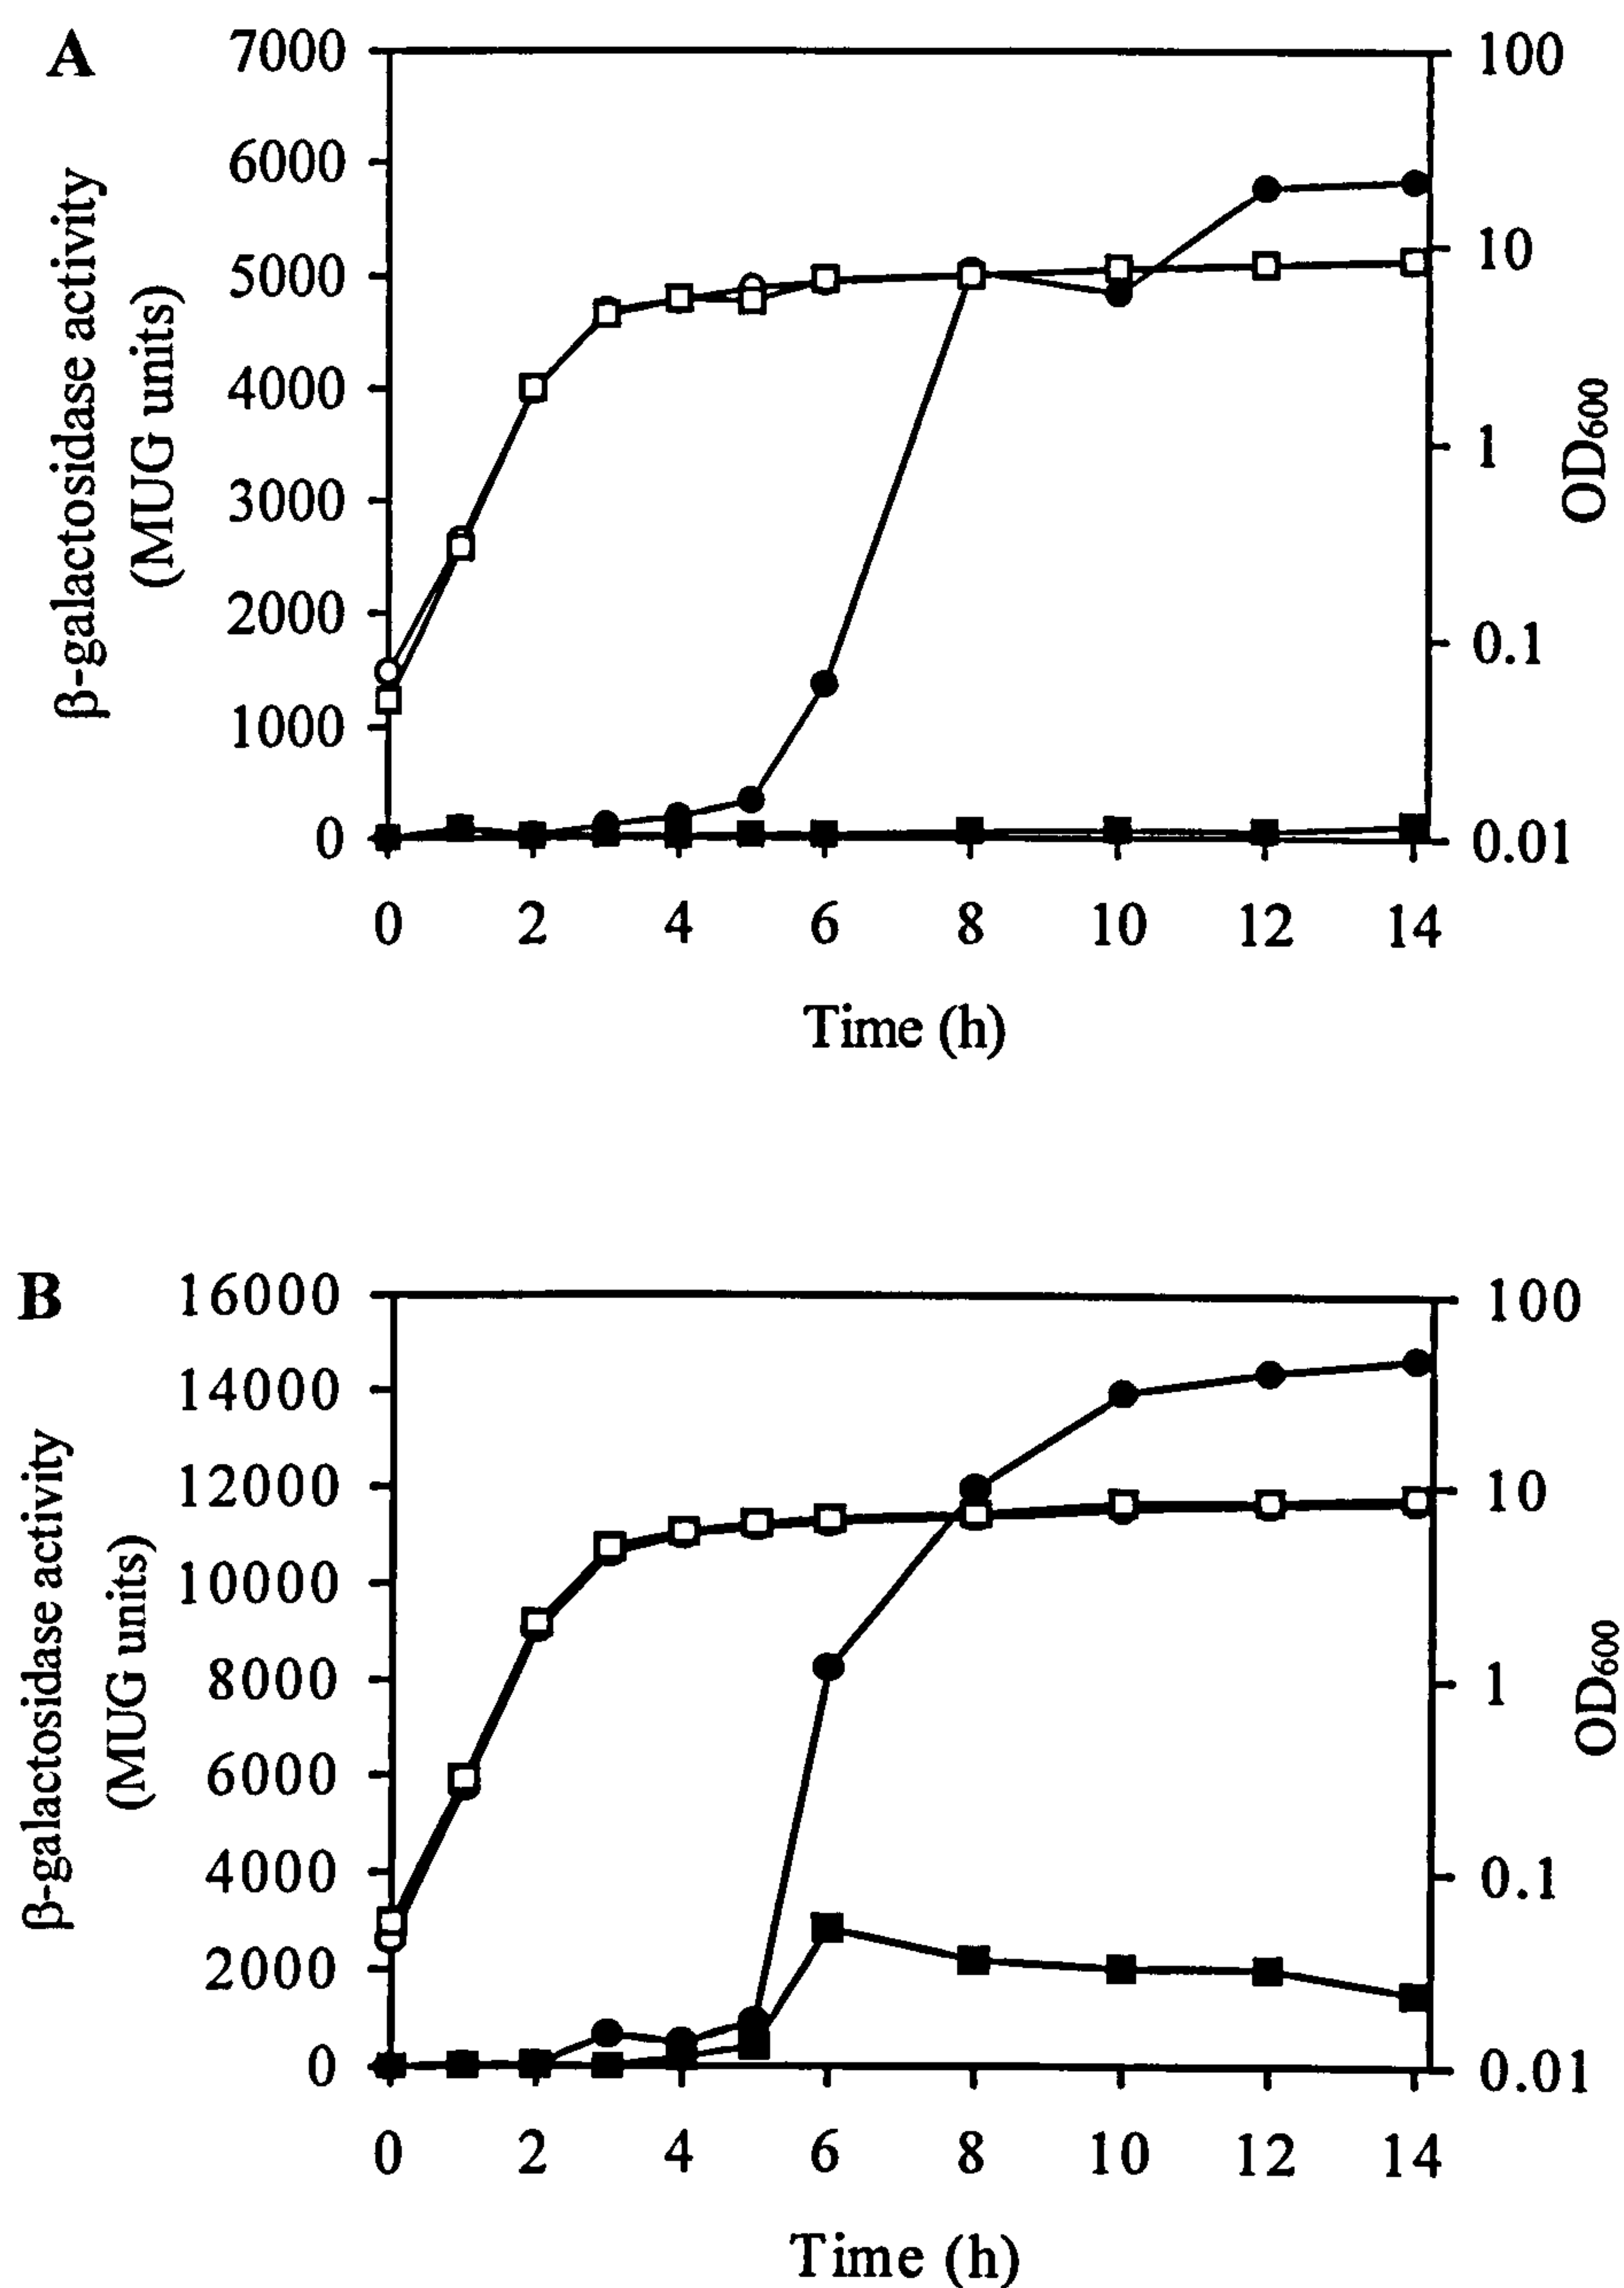 A
7000
6000
5000
4000
3000
2000
1000
0
β-galactosidase activity
(MUG units)
100
10
1
0.1
0.01
OD600
0 2 4 6 8 10 12 14
Time (h)
B
16000
14000
12000
10000
8000
6000
4000
2000
0
β-galactosidase activity
(MUG units)
100
10
1
0.1
0.01
OD600
0 2 4 6 8 10 12 14
Time (h)